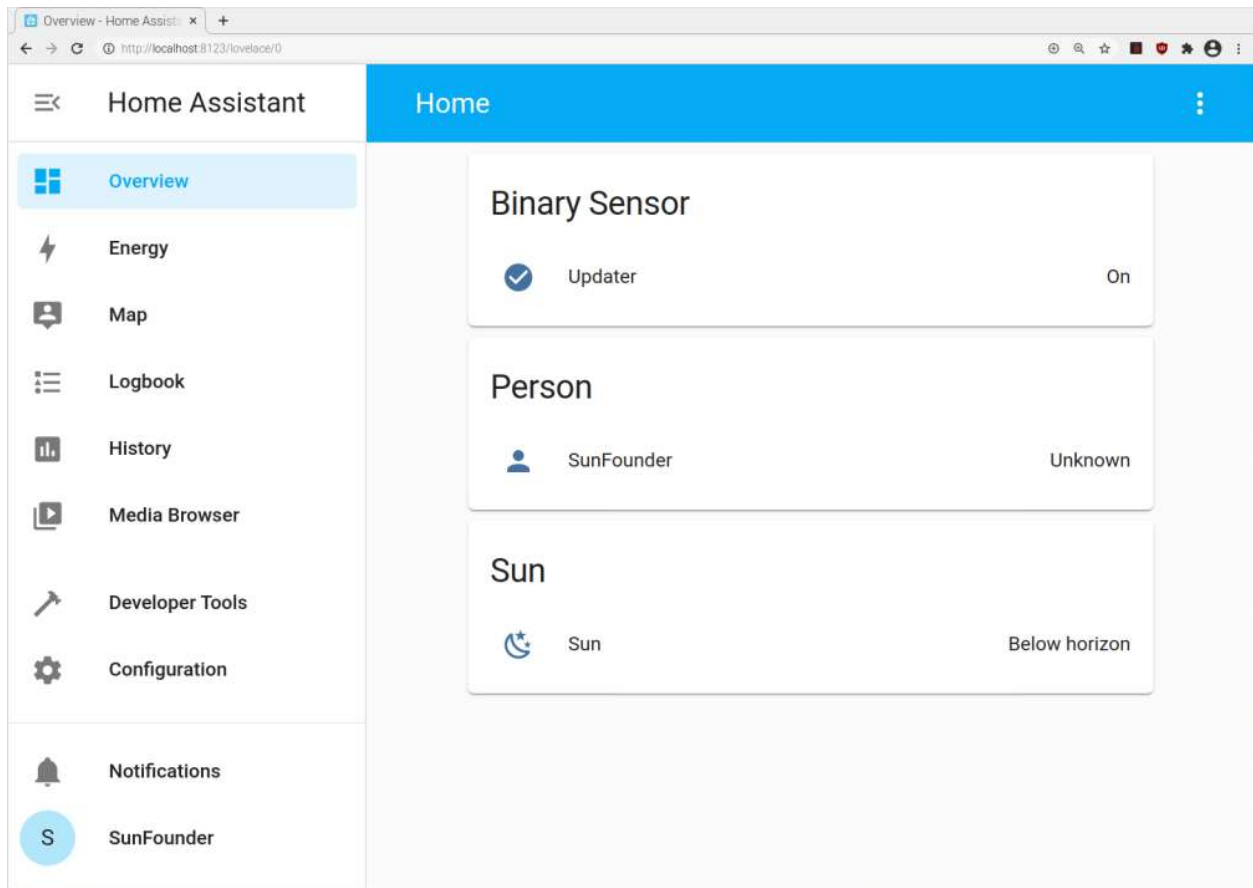 Overview - Home Assist
http://localhost:8123/lovelace/0
Home Assistant
Home
Overview
Energy
Map
Logbook
History
Media Browser
Developer Tools
Configuration
Notifications
S SunFounder
Binary Sensor
Updater On
Person
SunFounder Unknown
Sun
Sun Below horizon